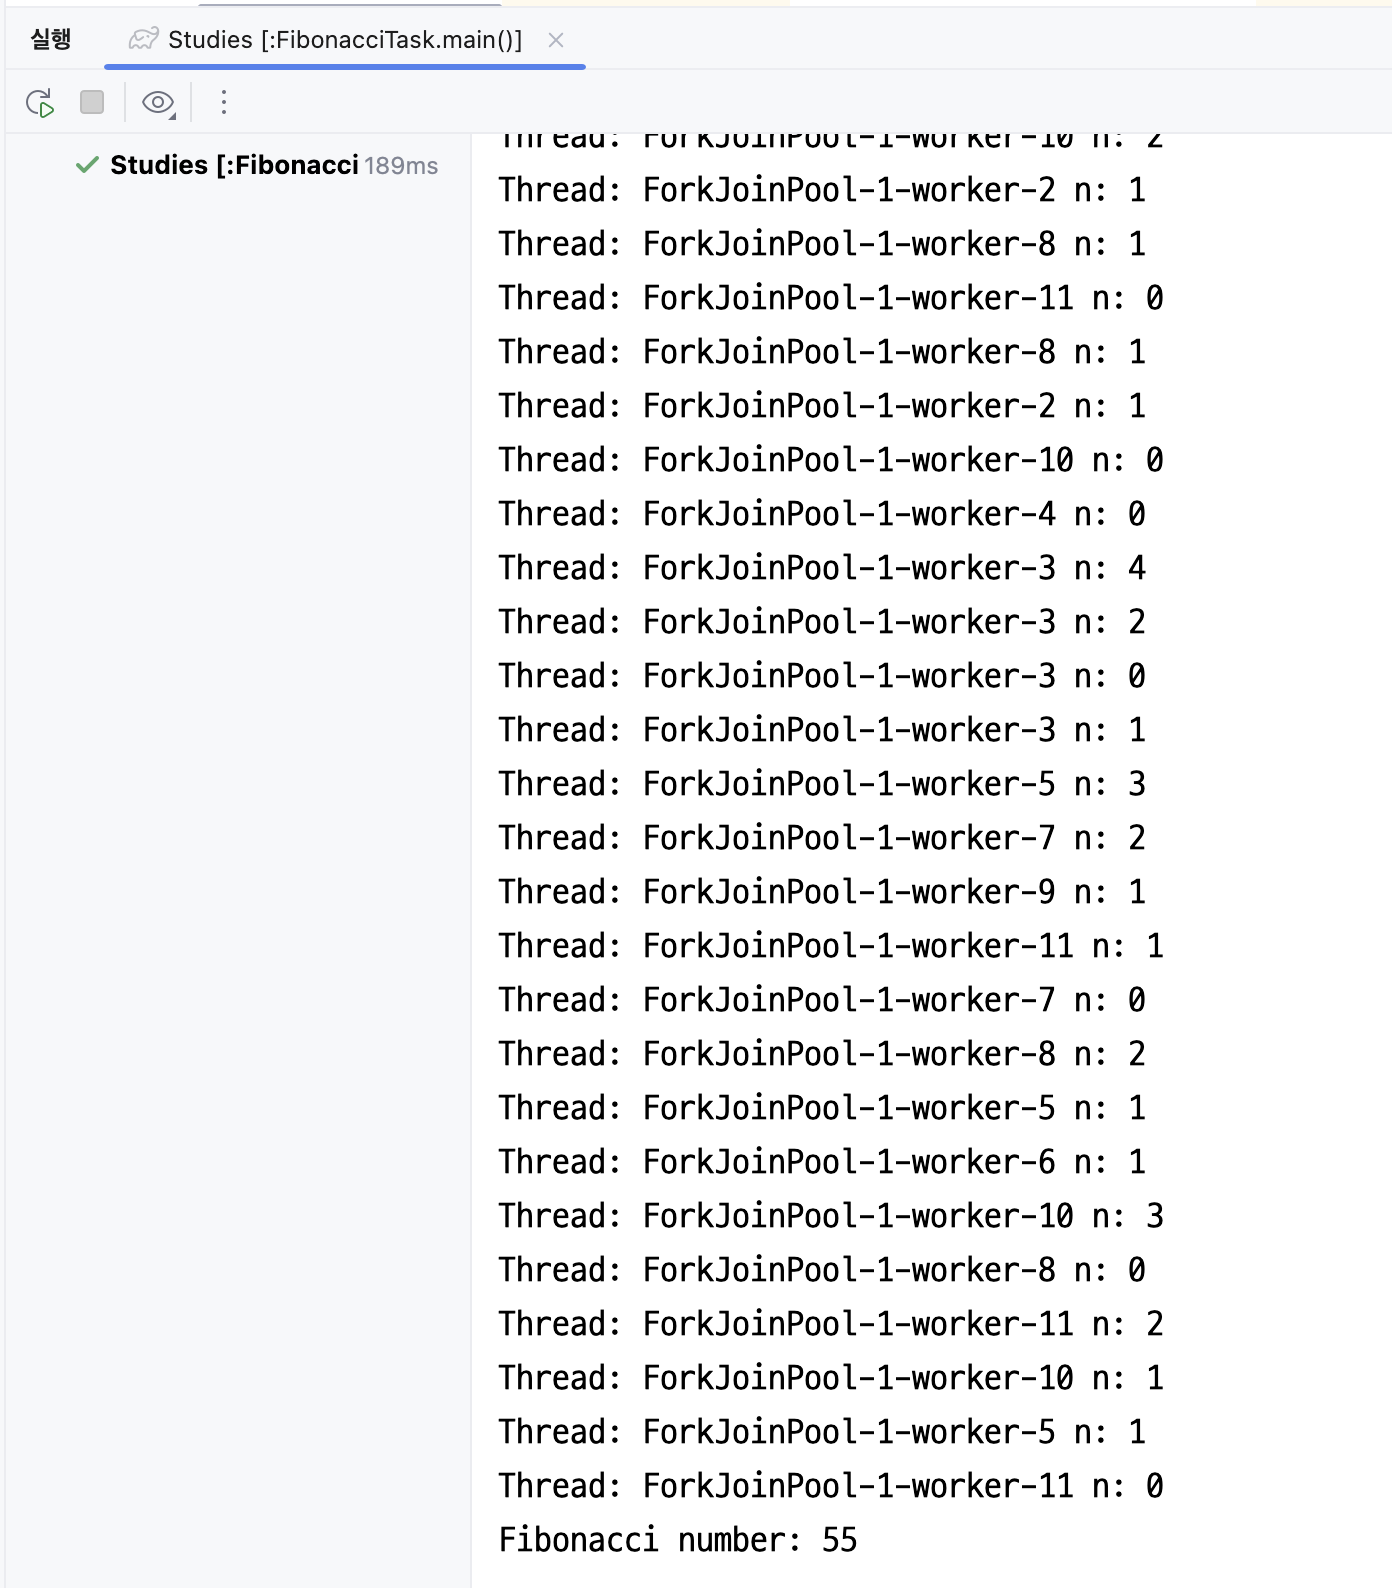 실행
Studies [:FibonacciTask.main()]
Studies [:Fibonacci 189ms
Thread: ForkJoinPool-1-worker-10 n: 2
Thread: ForkJoinPool-1-worker-2 n: 1
Thread: ForkJoinPool-1-worker-8 n: 1
Thread: ForkJoinPool-1-worker-11 n: 0
Thread: ForkJoinPool-1-worker-8 n: 1
Thread: ForkJoinPool-1-worker-2 n: 1
Thread: ForkJoinPool-1-worker-10 n: 0
Thread: ForkJoinPool-1-worker-4 n: 0
Thread: ForkJoinPool-1-worker-3 n: 4
Thread: ForkJoinPool-1-worker-3 n: 2
Thread: ForkJoinPool-1-worker-3 n: 0
Thread: ForkJoinPool-1-worker-3 n: 1
Thread: ForkJoinPool-1-worker-5 n: 3
Thread: ForkJoinPool-1-worker-7 n: 2
Thread: ForkJoinPool-1-worker-9 n: 1
Thread: ForkJoinPool-1-worker-11 n: 1
Thread: ForkJoinPool-1-worker-7 n: 0
Thread: ForkJoinPool-1-worker-8 n: 2
Thread: ForkJoinPool-1-worker-5 n: 1
Thread: ForkJoinPool-1-worker-6 n: 1
Thread: ForkJoinPool-1-worker-10 n: 3
Thread: ForkJoinPool-1-worker-8 n: 0
Thread: ForkJoinPool-1-worker-11 n: 2
Thread: ForkJoinPool-1-worker-10 n: 1
Thread: ForkJoinPool-1-worker-5 n: 1
Thread: ForkJoinPool-1-worker-11 n: 0
Fibonacci number: 55